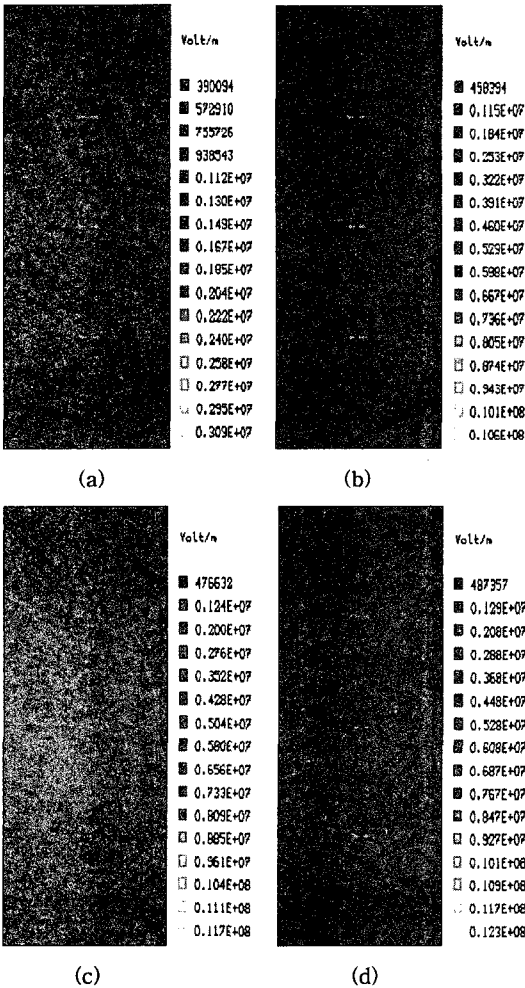 Volt/m
390094
572910
755726
938543
0.112E+07
0.130E+07
0.149E+07
0.167E+07
0.185E+07
0.204E+07
0.222E+07
0.240E+07
0.258E+07
0.277E+07
0.295E+07
0.309E+07
(a)
Volt/m
458394
0.115E+07
0.184E+07
0.253E+07
0.322E+07
0.391E+07
0.460E+07
0.529E+07
0.598E+07
0.667E+07
0.736E+07
0.805E+07
0.874E+07
0.943E+07
0.101E+08
0.106E+08
(b)
Volt/m
476632
0.124E+07
0.200E+07
0.276E+07
0.352E+07
0.428E+07
0.504E+07
0.580E+07
0.656E+07
0.733E+07
0.809E+07
0.885E+07
0.961E+07
0.104E+08
0.111E+08
0.117E+08
(c)
Volt/m
487357
0.129E+07
0.208E+07
0.288E+07
0.368E+07
0.448E+07
0.528E+07
0.608E+07
0.687E+07
0.767E+07
0.847E+07
0.927E+07
0.101E+08
0.109E+08
0.117E+08
0.123E+08
(d)